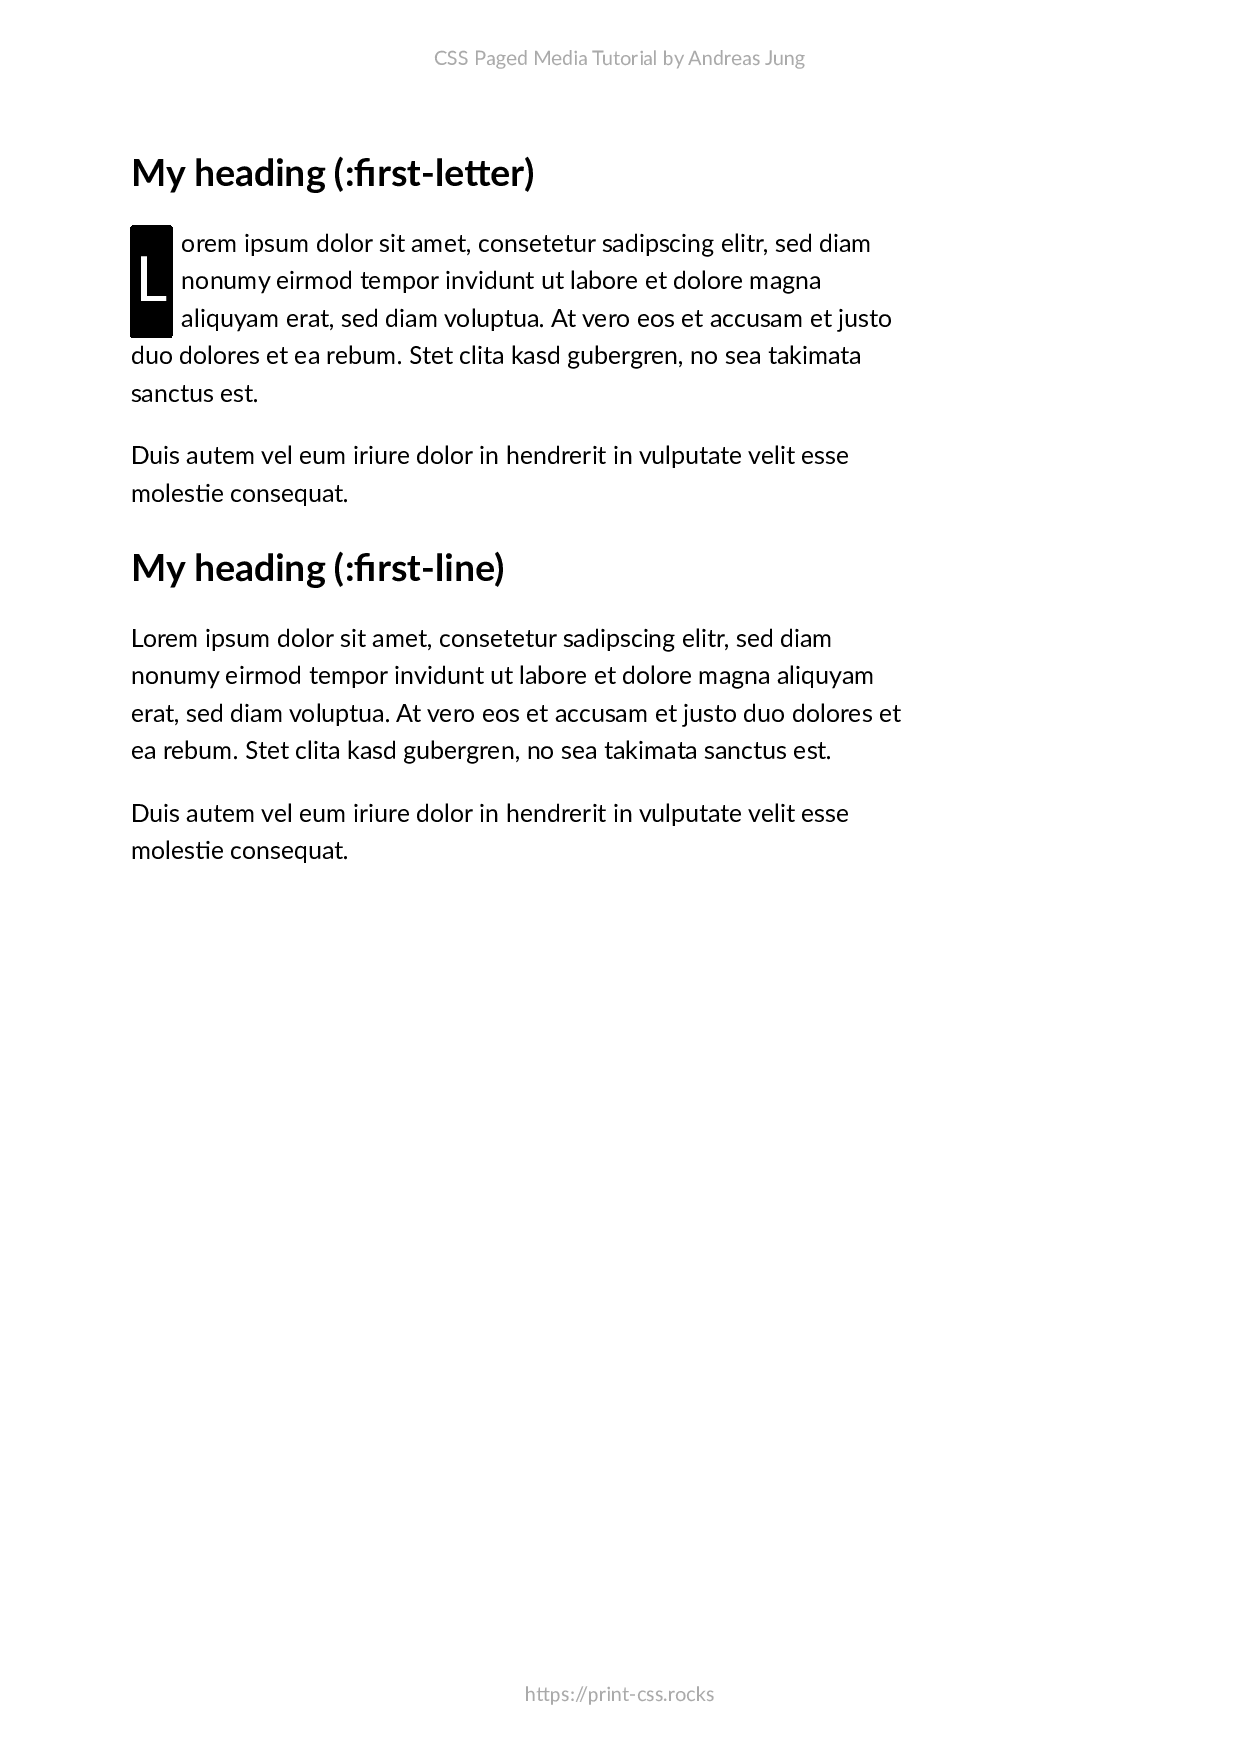 CSS Paged Media Tutorial by Andreas Jung
My heading (:first-letter)
Lorem ipsum dolor sit amet, consetetur sadipscing elitr, sed diam
nonumy eirmod tempor invidunt ut labore et dolore magna
aliquyam erat, sed diam voluptua. At vero eos et accusam et justo
duo dolores et ea rebum. Stet clita kasd gubergren, no sea takimata
sanctus est.
Duis autem vel eum iriure dolor in hendrerit in vulputate velit esse
molestie consequat.
My heading (:first-line)
Lorem ipsum dolor sit amet, consetetur sadipscing elitr, sed diam
nonumy eirmod tempor invidunt ut labore et dolore magna aliquyam
erat, sed diam voluptua. At vero eos et accusam et justo duo dolores et
ea rebum. Stet clita kasd gubergren, no sea takimata sanctus est.
Duis autem vel eum iriure dolor in hendrerit in vulputate velit esse
molestie consequat.
https://print-css.rocks